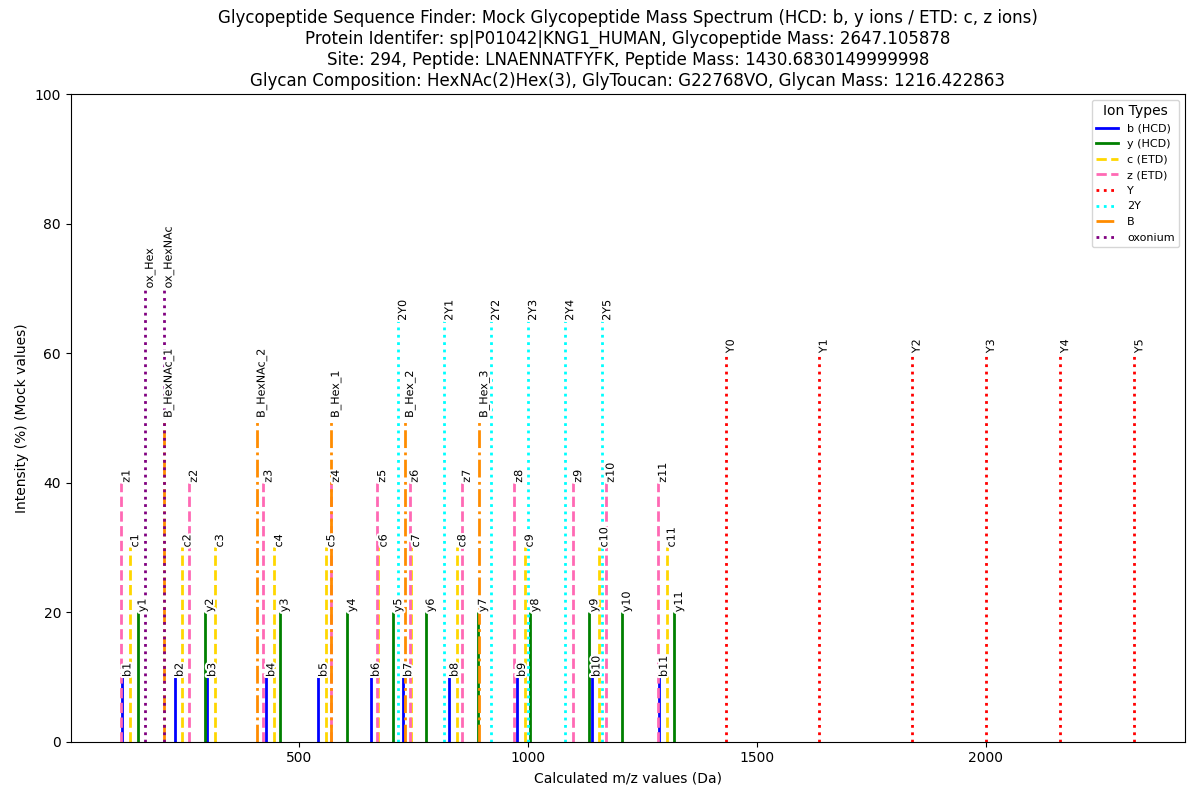 Glycopeptide Sequence Finder: Mock Glycopeptide Mass Spectrum (HCD: b, y ions / ETD: c, z ions)
Protein Identifer: sp|P01042|KNG1_HUMAN, Glycopeptide Mass: 2647.105878
Site: 294, Peptide: LNAENNATFYFK, Peptide Mass: 1430.6830149999998
Glycan Composition: HexNAc(2)Hex(3), GlyToucan: G22768VO, Glycan Mass: 1216.422863
Ion Types
b (HCD)
y (HCD)
c (ETD)
z (ETD)
Y
2Y
B
oxonium
100
80
60
40
20
0
Intensity (%) (Mock values)
ox_Hex
ox_HexNAc
2Y0
2Y1
2Y2
2Y3
2Y4
2Y5
Y0
Y1
Y2
Y3
Y4
Y5
B_HexNAc_1
B_HexNAc_2
B_Hex_1
B_Hex_2
B_Hex_3
z1
z2
z3
z4
z5
z6
z7
z8
z9
z10
z11
c1
c2
c3
c4
c5
c6
c7
c8
c9
c10
c11
y1
y2
y3
y4
y5
y6
y7
y8
y9
y10
y11
b1
b2
b3
b4
b5
b6
b7
b8
b9
b10
b11
500
1000
1500
2000
Calculated m/z values (Da)